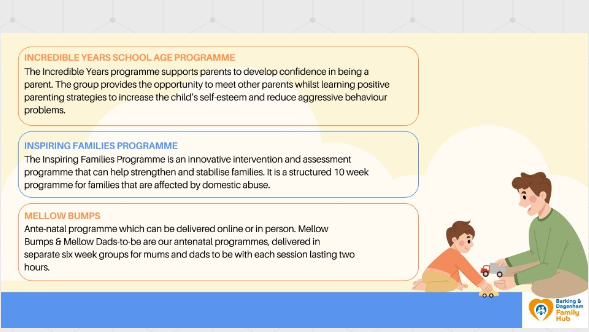 INCREDIBLE YEARS SCHOOL AGE PROGRAMME
The Incredible Years programme supports parents to develop confidence in being a
parent. The group provides the opportunity to meet other parents whilst learning positive
parenting strategies to increase the child's self-esteem and reduce aggressive behaviour
problems.
INSPIRING FAMILIES PROGRAMME
The Inspiring Families Programme is an innovative intervention and assessment
programme that can help strengthen and stabilise families. It is a structured 10 week
programme for families that are affected by domestic abuse.
MELLOW BUMPS
Ante-natal programme which can be delivered online or in person. Mellow
Bumps & Mellow Dads-to-be are our antenatal programmes, delivered in
separate six week groups for mums and dads to be with each session lasting two
hours.
Barking &
Dagenham
Family
Hub